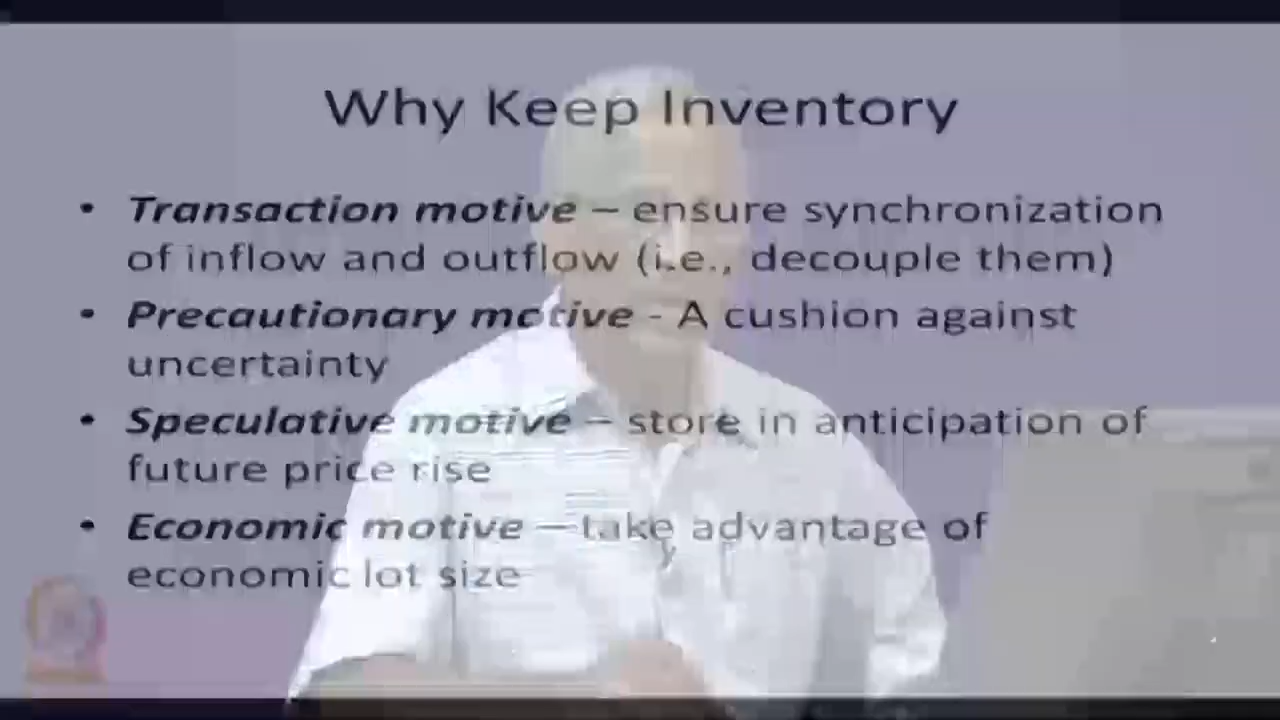 Why Keep Inventory
• Transaction motive – ensure synchronization
of inflow and outflow (i.e., decouple them)
• Precautionary motive - A cushion against
uncertainty
• Speculative motive – store in anticipation of
future price rise
• Economic motive – take advantage of
economic lot size